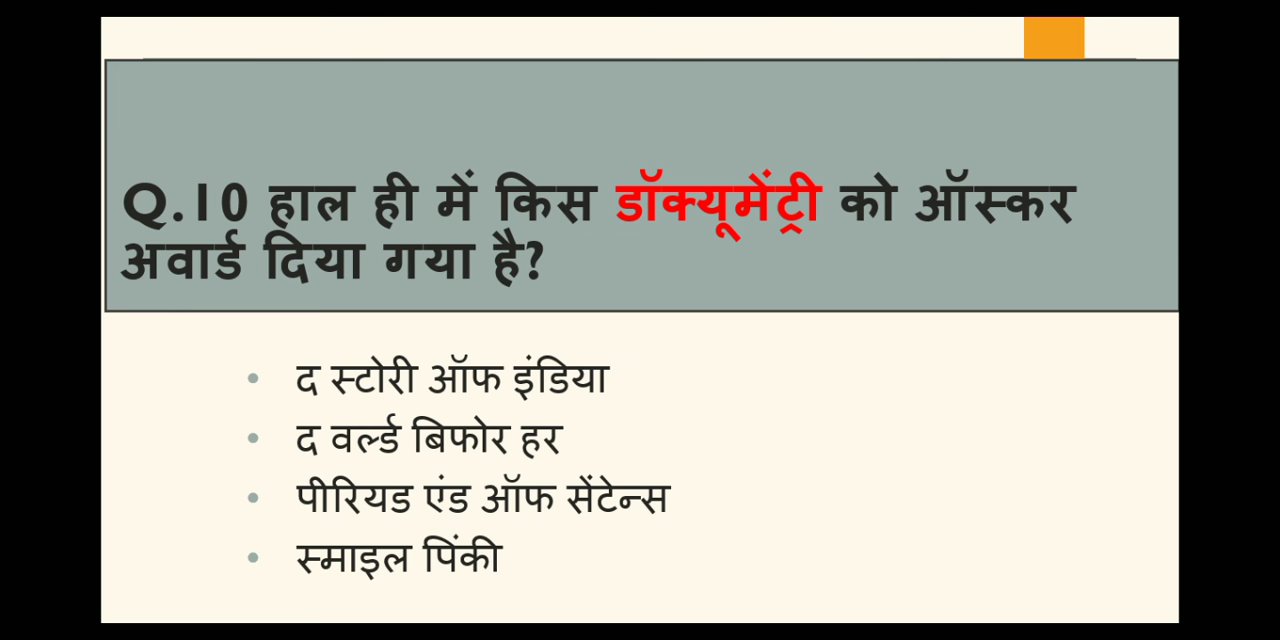 Q.10 हाल ही में किस डॉक्यूमेंट्री को ऑस्कर
अवार्ड दिया गया है?
• द स्टोरी ऑफ इंडिया
• द वर्ल्ड बिफोर हर
• पीरियड एंड ऑफ सेंटेन्स
• स्माइल पिंकी